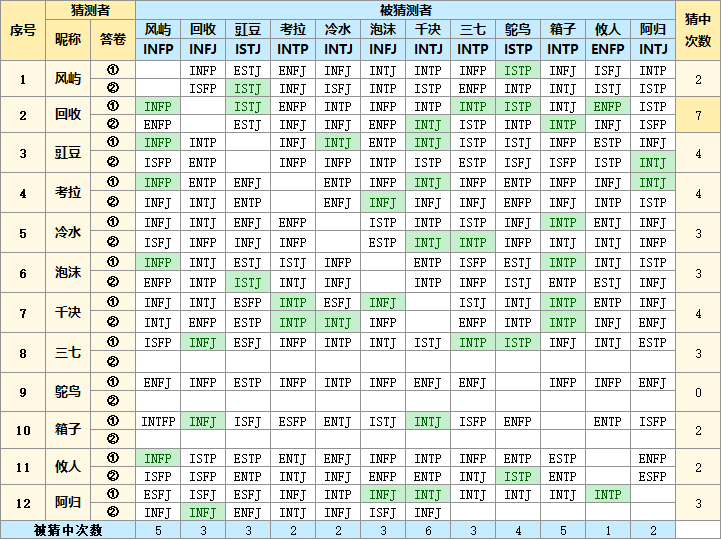 序号 猜测者 被猜测者 猜中次数
昵称 答卷 风屿 回收 豇豆 考拉 冷水 泡沫 千决 三七 鸵鸟 箱子 攸人 阿归
INFP INFJ ISTJ INTP INTJ INFJ INTJ INTP ISTP INTP ENFP INTJ
1 风屿 ① INFP ESTJ ENFJ INFJ INTJ INTP INFP ISTP INFJ ISFJ INTP 2
② ISFP ISTJ INFJ ISFJ INTP ISTP ENFP INTP INTJ ISTJ ISTP
2 回收 ① INFP ISTJ ENFP INTP INFP INTJ INTP ISTP INTJ ENFP ISTP 7
② ENFP ESTJ INFJ INFJ ENFP INTJ ISTP INTP INTP INFJ ISFP
3 豇豆 ① INFP INTP INFJ INTJ ENTP INTJ ISTP ISTJ INFP ESTP INFJ 4
② ISFP ENTP INFP INFP INTP ISTP ESTP ISFJ ISFP ISTP INTJ
4 考拉 ① INFP ENTP ENFJ ENTP INFP INTJ INFP ENTP INFP INFJ INTJ 4
② INFJ INTJ ENTP ENFJ INFJ INFJ INFJ ENFP INFJ INTP ISTP
5 冷水 ① INFJ INTJ ENFJ ENFP ISTP INTP ISTP INFJ INTP ENTJ INFJ 3
② ISFJ INFP INFJ INFP ESTP INTJ INTP INFP INTJ INTJ ISTP
6 泡沫 ① INFP INTJ ESTJ ISTJ INFP ENTP ISFP ESTP INTP INTJ ISTP 3
② ENFP INTP ISTJ INTJ INFJ INTP INFP ISTJ ENTP ESTJ INFJ
7 千决 ① INFJ INTJ ESFP INTP ESFJ INFJ ISTJ INTJ INTP INFP ENFP 4
② INTJ ENFP ESTP INTP INTJ INFP ENFP INTP INTP INFJ ENFJ
8 三七 ① ISFP INFJ ESFJ INFP INTP INTJ ISTJ INTP ISTP INFJ INTJ ESTP 3
②
9 鸵鸟 ① ENFJ INFP ESTP INFP INTP INFP ENFJ ENFJ INFP INFP ENFJ 0
②
10 箱子 ① INTFP INFJ ISFJ ESFP ENTJ ISTJ INTJ ISFP ENFP ENTP ISFP 2
②
11 攸人 ① INFP ISTP ESTP ENTJ ENFJ INFP INTP INFP ENTP ESTP ENFP 2
② ISFP ISFP ENTP ENFJ INFJ ENFP ENTP INTJ ISTP ENTP ESFP
12 阿归 ① ESFJ ISFJ ESFJ ISFJ INTP INFJ INTJ INTJ INTJ INTJ INTP 3
② INFJ INFJ ENFJ INFP INTJ ISFJ INFJ
被猜中次数 5 3 3 2 2 3 6 3 4 5 1 2